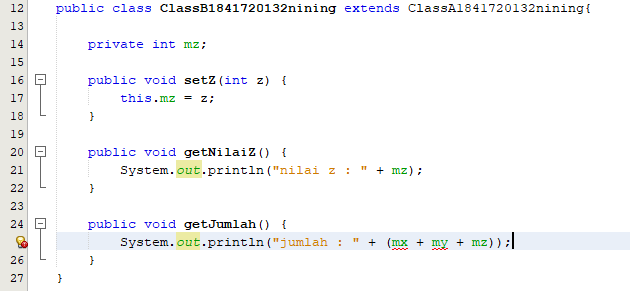 12 public class ClassB1841720132nining extends ClassA1841720132nining{
13
14 private int mz;
15
16 public void setZ(int z) {
17 this.mz = z;
18 }
19
20 public void getNilaiZ() {
21 System.out.println("nilai z : " + mz);
22 }
23
24 public void getJumlah() {
System.out.println("jumlah : " + (mx + my + mz));
26 }
27 }